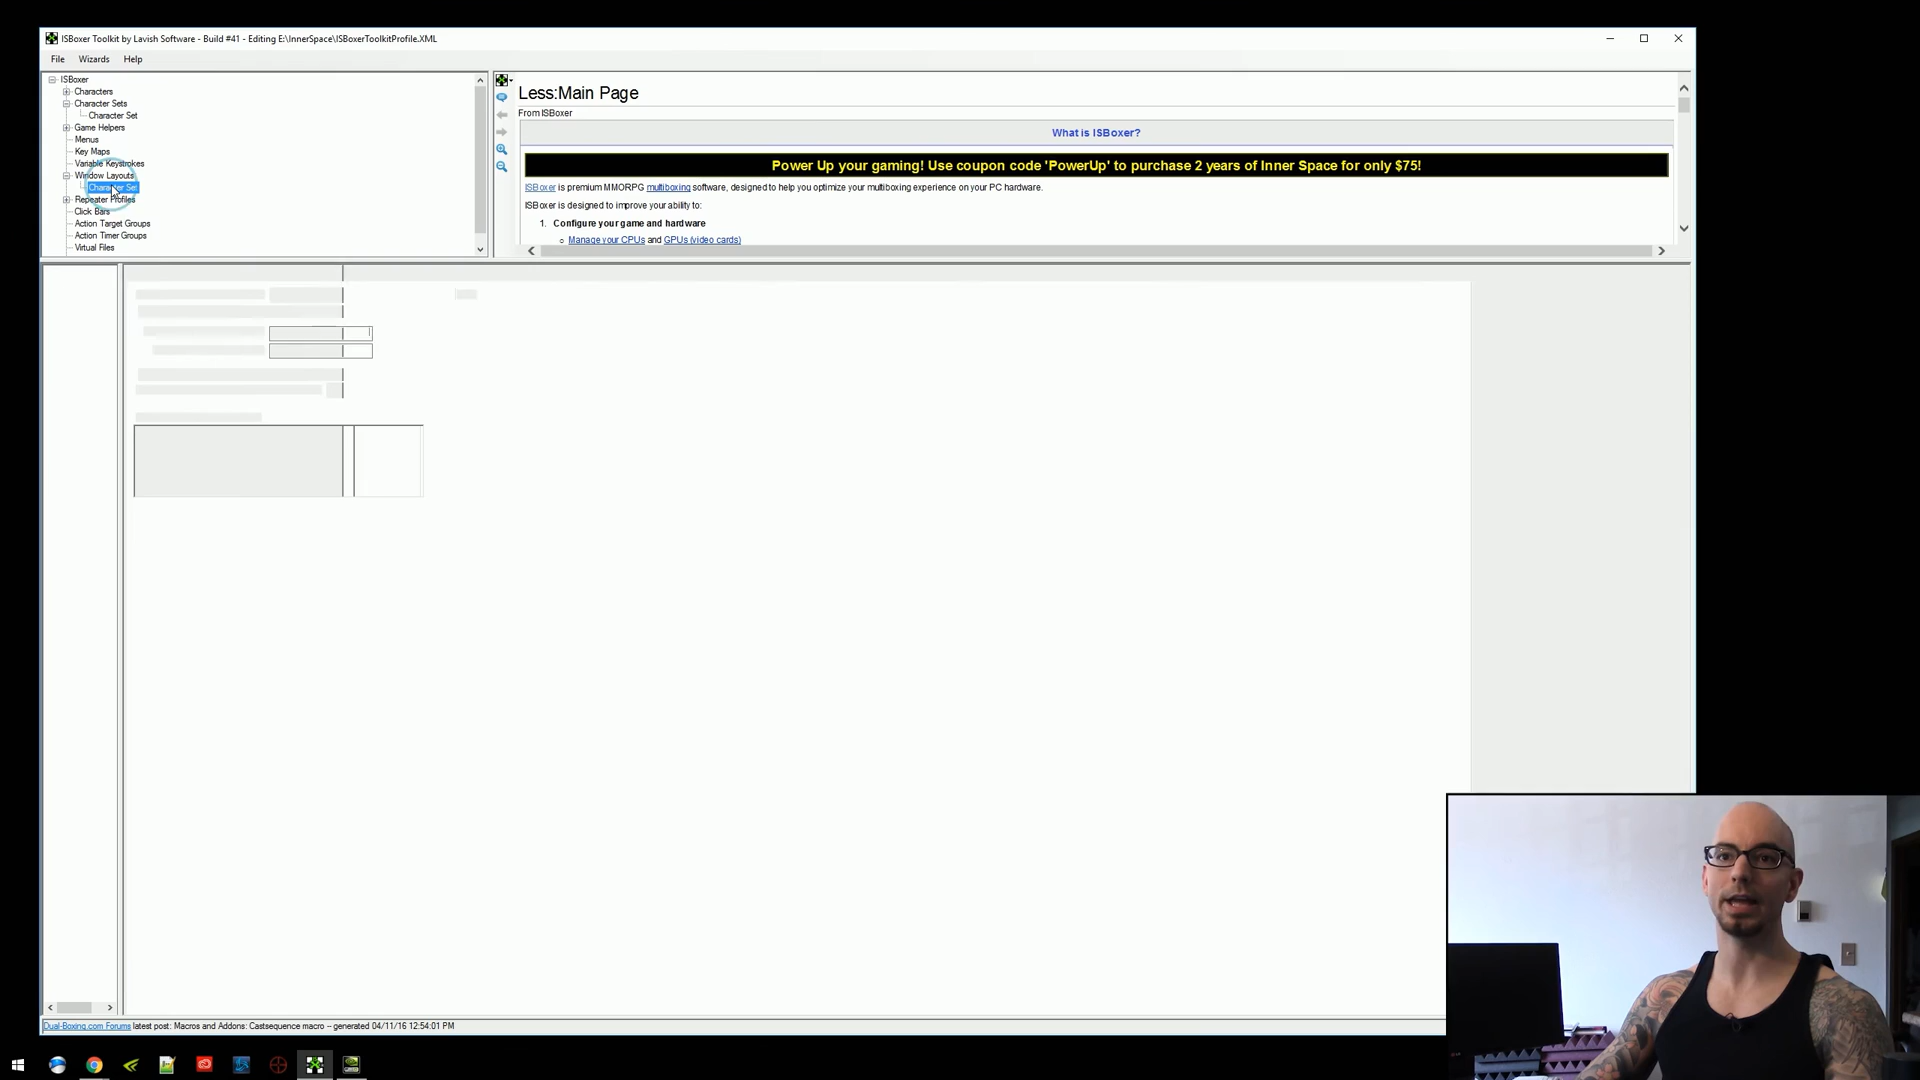 ISBoxer Toolkit by Lavish Software - Build #41 - Editing E:\InnerSpace\ISBoxerToolkitProfile.XML
File Wizards Help
ISBoxer
Characters
Character Sets
Character Set
Game Helpers
Menus
Key Maps
Variable Keystrokes
Window Layouts
Character Set
Repeater Profiles
Click Bars
Action Target Groups
Action Timer Groups
Virtual Files
Less:Main Page
From ISBoxer
What is ISBoxer?
Power Up your gaming! Use coupon code 'PowerUp' to purchase 2 years of Inner Space for only $75!
ISBoxer is premium MMORPG multiboxing software, designed to help you optimize your multiboxing experience on your PC hardware.
ISBoxer is designed to improve your ability to:
1. Configure your game and hardware
Manage your CPUs and GPUs (video cards)
Dual-Boxing.com Forums latest post: Macros and Addons: Castsequence macro -- generated 04/11/16 12:54:01 PM